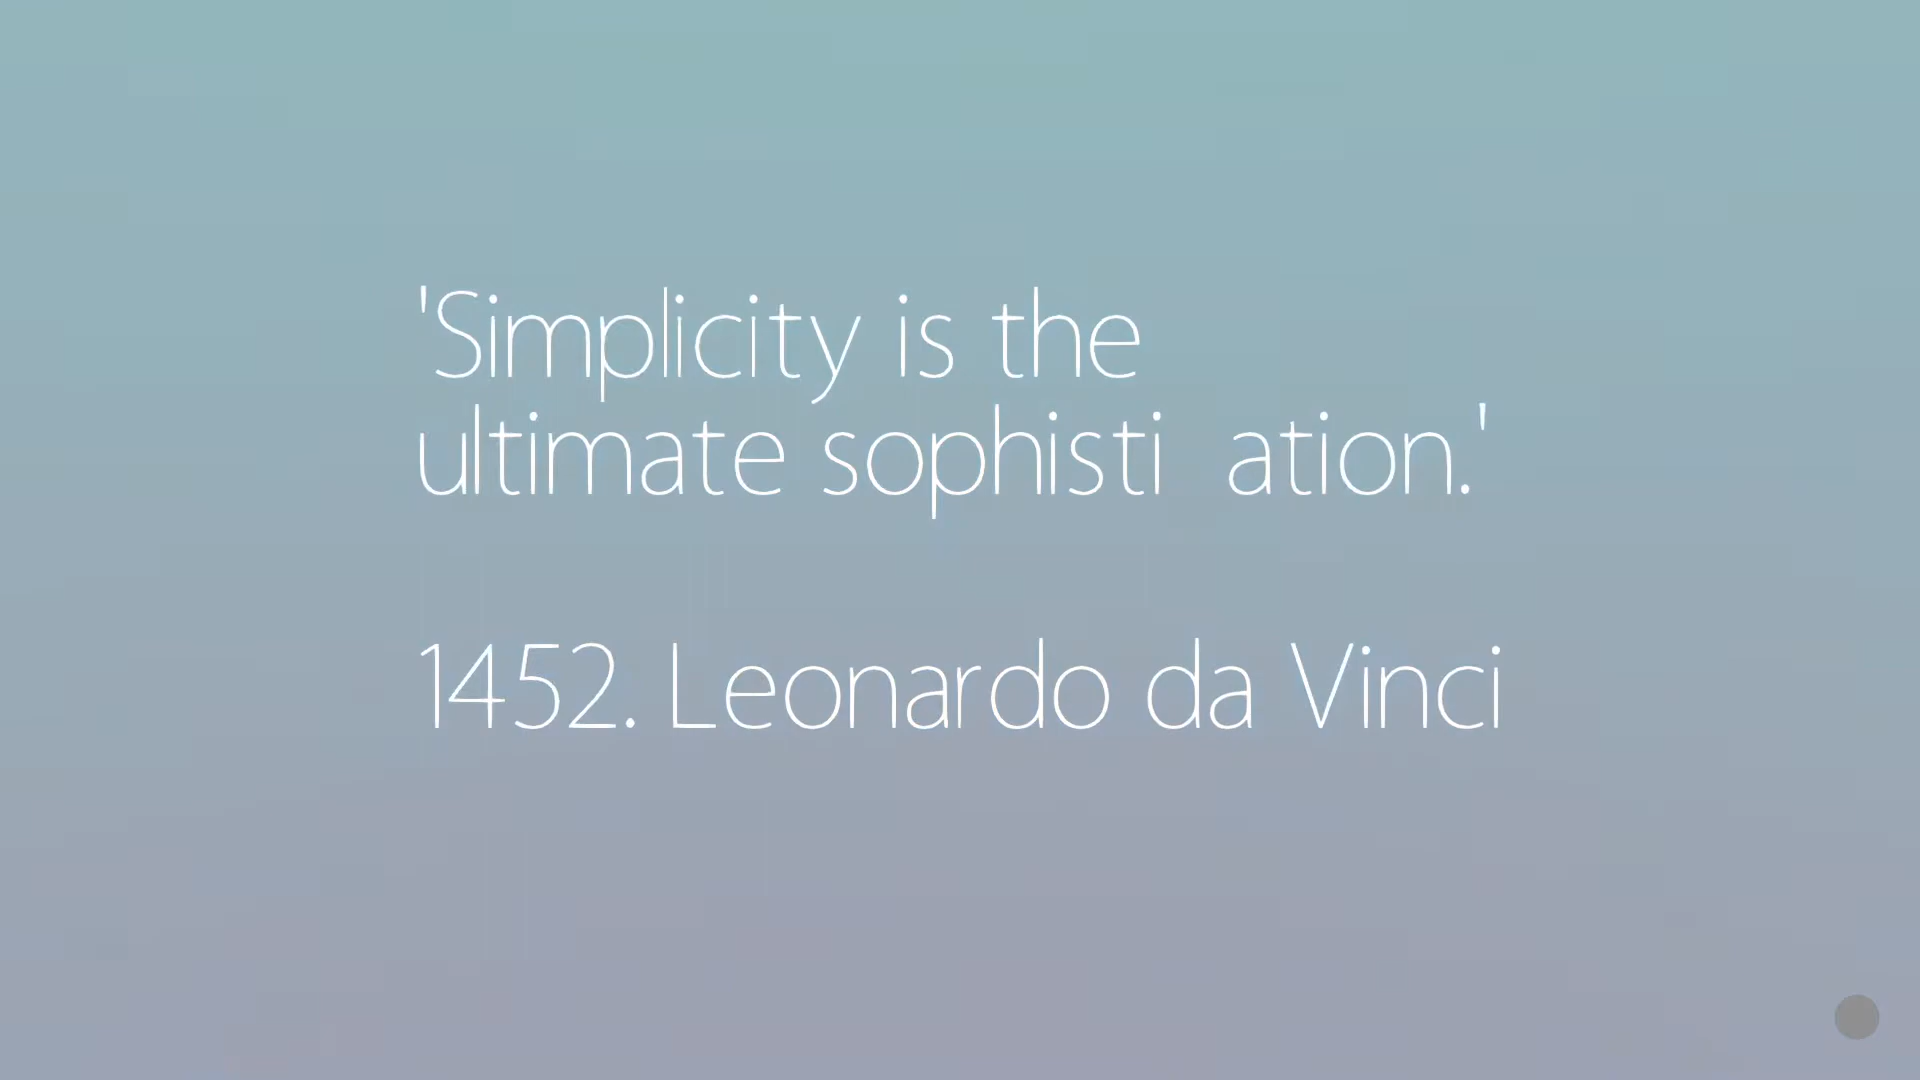 'Simplicity is the
ultimate sophisti ation.'
1452. Leonardo da Vinci